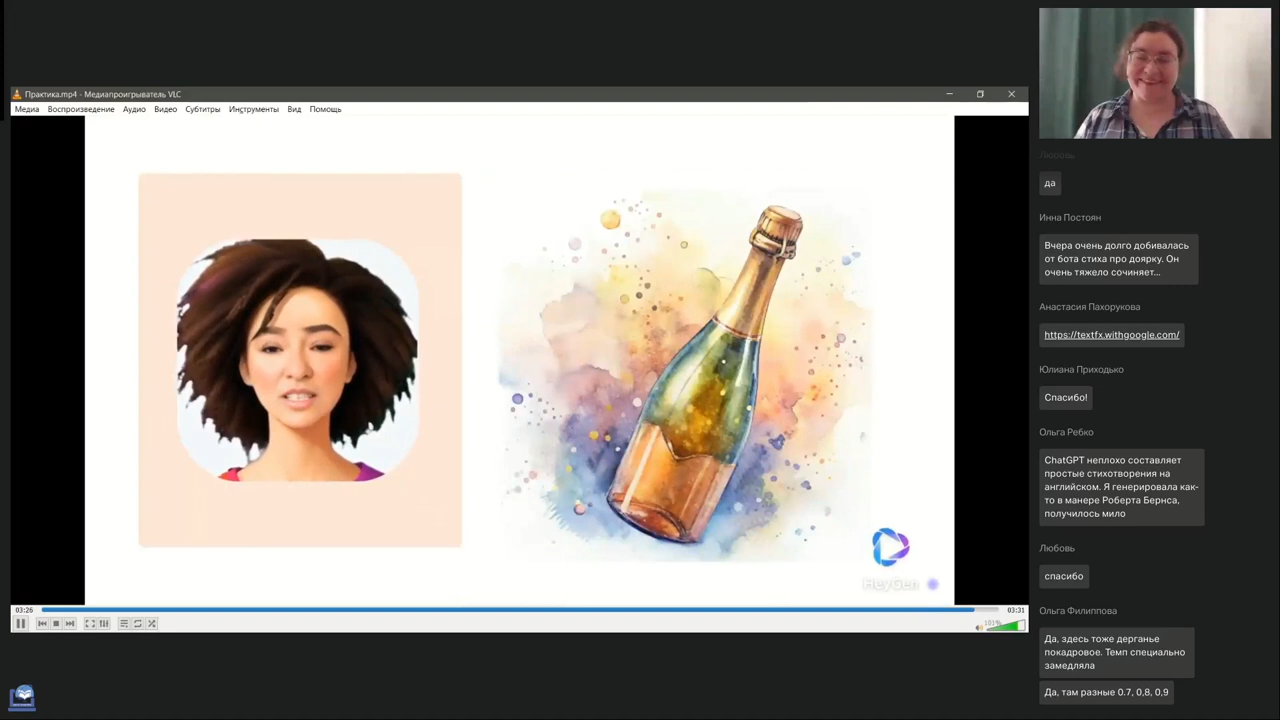 Практика.mp4 - Медиапроигрыватель VLC
Медиа Воспроизведение Аудио Видео Субтитры Инструменты Вид Помощь
HeyGen
03:26
03:31
101%
Любовь
да
Инна Постоян
Вчера очень долго добивалась
от бота стиха про доярку. Он
очень тяжело сочиняет...
Анастасия Пахорукова
https://textfx.withgoogle.com/
Юлиана Приходько
Спасибо!
Ольга Ребко
ChatGPT неплохо составляет
простые стихотворения на
английском. Я генерировала как-
то в манере Роберта Бернса,
получилось мило
Любовь
спасибо
Ольга Филиппова
Да, здесь тоже дерганье
покадровое. Темп специально
замедляла
Да, там разные 0.7, 0,8, 0.9